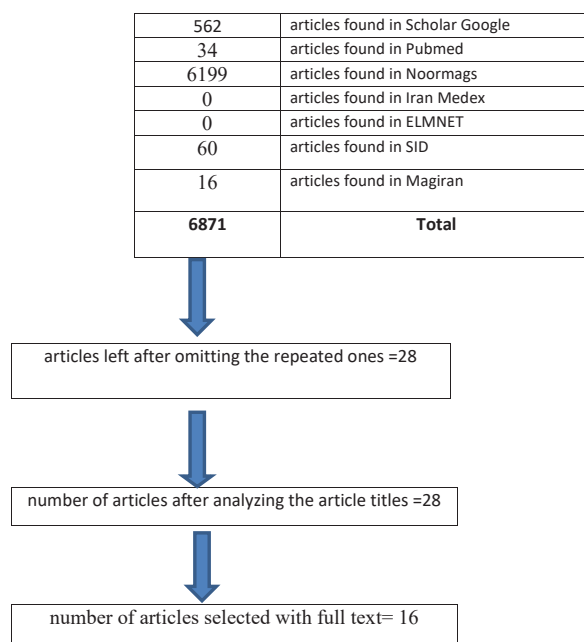 562 articles found in Scholar Google
34 articles found in Pubmed
6199 articles found in Noormags
0 articles found in Iran Medex
0 articles found in ELMNET
60 articles found in SID
16 articles found in Magiran
6871 Total
articles left after omitting the repeated ones =28
number of articles after analyzing the article titles =28
number of articles selected with full text= 16